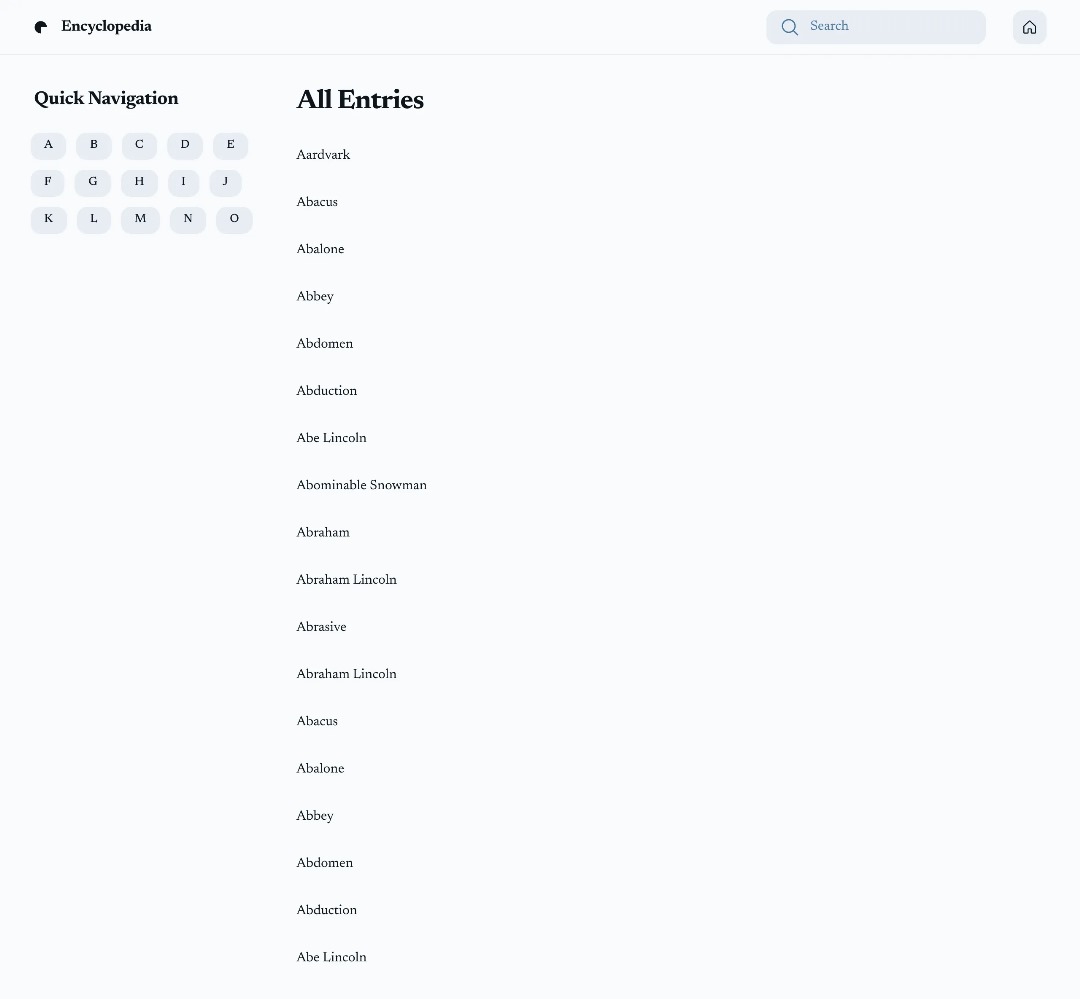 Encyclopedia
Search
Quick Navigation
A B C D E
F G H I J
K L M N O
All Entries
Aardvark
Abacus
Abalone
Abbey
Abdomen
Abduction
Abe Lincoln
Abominable Snowman
Abraham
Abraham Lincoln
Abrasive
Abraham Lincoln
Abacus
Abalone
Abbey
Abdomen
Abduction
Abe Lincoln